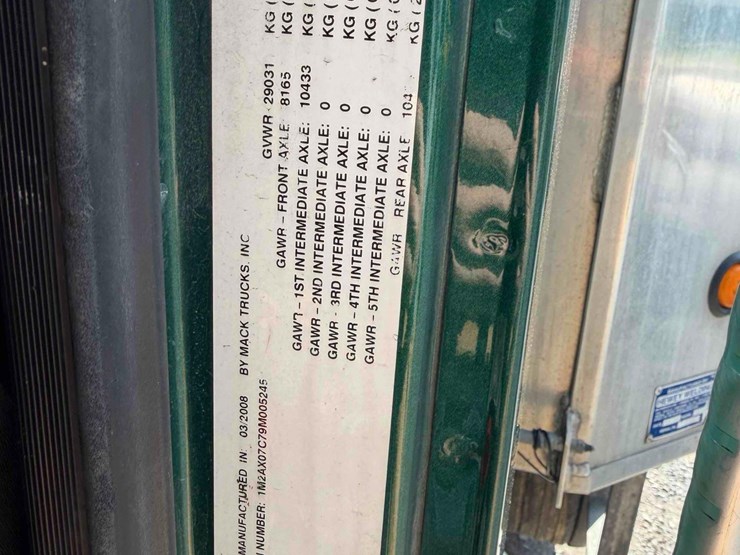 MANUFACTURED IN: 03/2008 BY MACK TRUCKS. INC
NUMBER: 1M2AX07C79M005245
GVWR 29031 KG (
GAWR - FRONT AXLE 8165 KG (
GAWR - 1ST INTERMEDIATE AXLE: 10433 KG (
GAWR - 2ND INTERMEDIATE AXLE: 0 KG (
GAWR - 3RD INTERMEDIATE AXLE: 0 KG (
GAWR - 4TH INTERMEDIATE AXLE: 0 KG (
GAWR - 5TH INTERMEDIATE AXLE: 0 KG (
GAWR REAR AXLE KG (